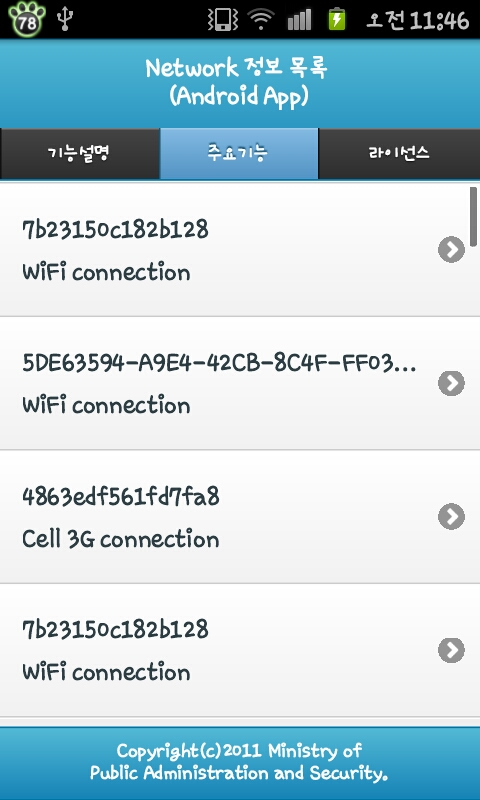 78
오전 11:46
Network 정보 목록
(Android App)
기능설명
주요기능
라이선스
7b23150c182b128
WiFi connection
5DE63594-A9E4-42CB-8C4F-FF03...
WiFi connection
4863edf561fd7fa8
Cell 3G connection
7b23150c182b128
WiFi connection
Copyright(c)2011 Ministry of
Public Administration and Security.